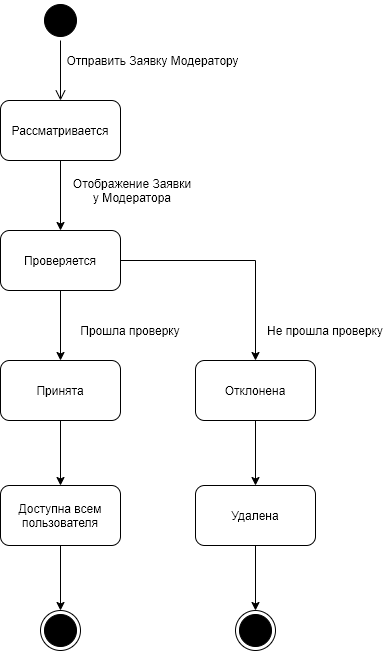 Отправить Заявку Модератору
Рассматривается
Отображение Заявки
у Модератора
Проверяется
Прошла проверку
Не прошла проверку
Принята
Отклонена
Доступна всем
пользователя
Удалена